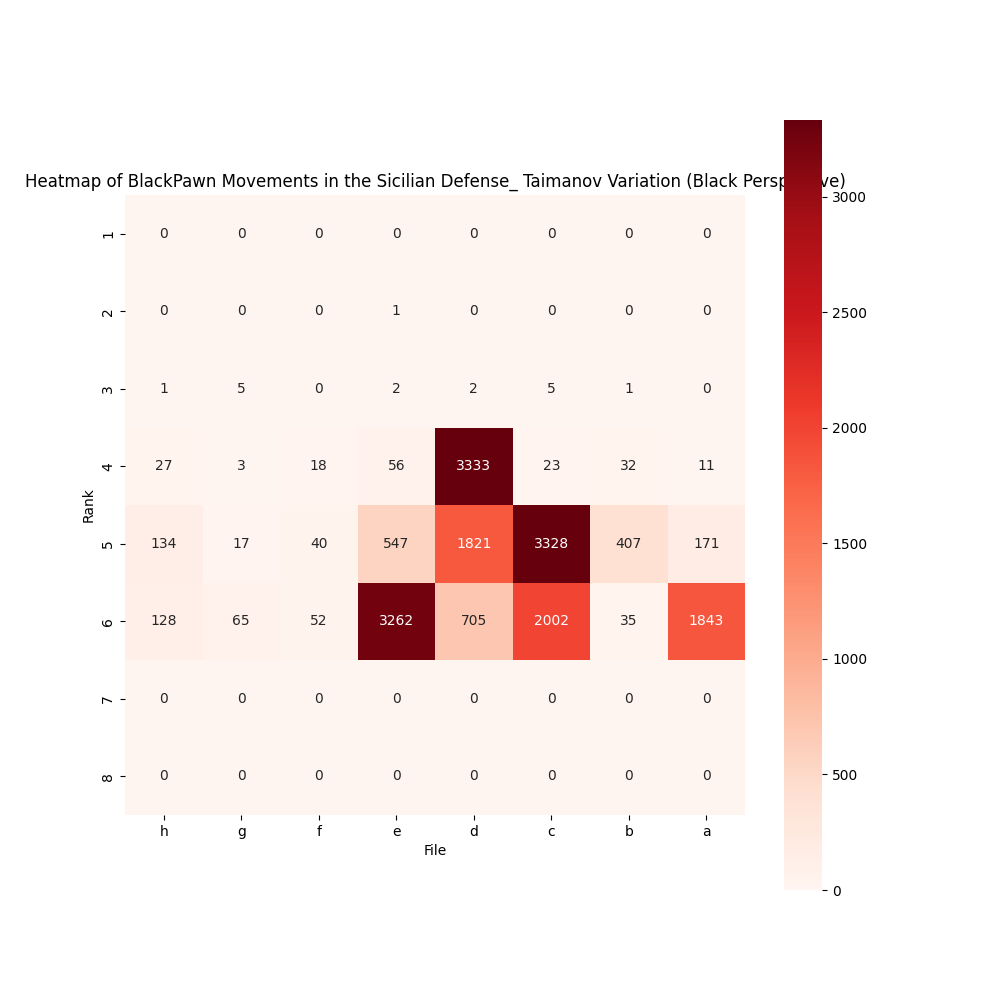 Heatmap of BlackPawn Movements in the Sicilian Defense_ Taimanov Variation (Black Persp ve)
3000
2500
2000
1500
1000
500
0
Rank
1 0 0 0 0 0 0 0 0
2 0 0 0 1 0 0 0 0
3 1 5 0 2 2 5 1 0
4 27 3 18 56 3333 23 32 11
5 134 17 40 547 1821 3328 407 171
6 128 65 52 3262 705 2002 35 1843
7 0 0 0 0 0 0 0 0
8 0 0 0 0 0 0 0 0
h g f e d c b a
File